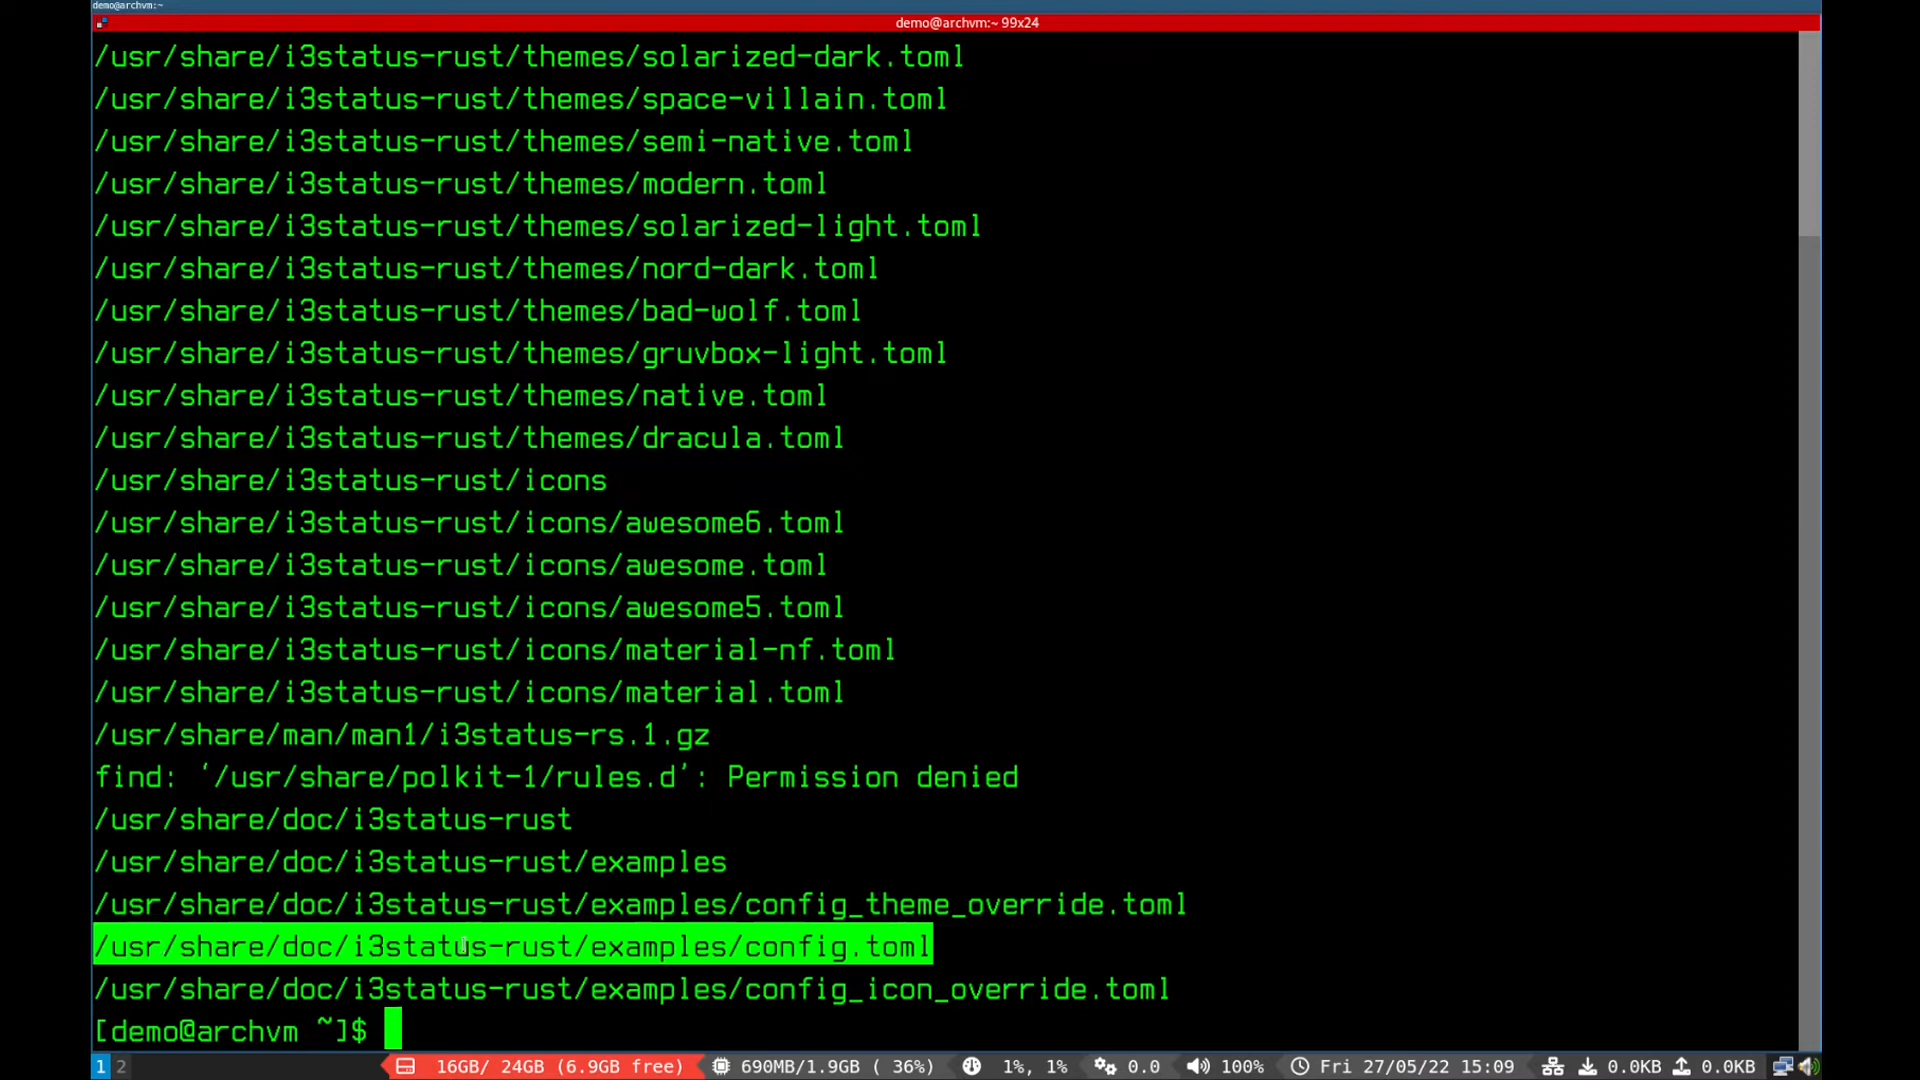 demo@archvm:~
demo@archvm:~ 99x24
/usr/share/i3status-rust/themes/solarized-dark.toml
/usr/share/i3status-rust/themes/space-villain.toml
/usr/share/i3status-rust/themes/semi-native.toml
/usr/share/i3status-rust/themes/modern.toml
/usr/share/i3status-rust/themes/solarized-light.toml
/usr/share/i3status-rust/themes/nord-dark.toml
/usr/share/i3status-rust/themes/bad-wolf.toml
/usr/share/i3status-rust/themes/gruvbox-light.toml
/usr/share/i3status-rust/themes/native.toml
/usr/share/i3status-rust/themes/dracula.toml
/usr/share/i3status-rust/icons
/usr/share/i3status-rust/icons/awesome6.toml
/usr/share/i3status-rust/icons/awesome.toml
/usr/share/i3status-rust/icons/awesome5.toml
/usr/share/i3status-rust/icons/material-nf.toml
/usr/share/i3status-rust/icons/material.toml
/usr/share/man/man1/i3status-rs.1.gz
find: ‘/usr/share/polkit-1/rules.d’: Permission denied
/usr/share/doc/i3status-rust
/usr/share/doc/i3status-rust/examples
/usr/share/doc/i3status-rust/examples/config_theme_override.toml
/usr/share/doc/i3status-rust/examples/config.toml
/usr/share/doc/i3status-rust/examples/config_icon_override.toml
[demo@archvm ~]$
1 2 16GB/ 24GB (6.9GB free) 690MB/1.9GB ( 36%) 1%, 1% 0.0 100% Fri 27/05/22 15:09 0.0KB 0.0KB